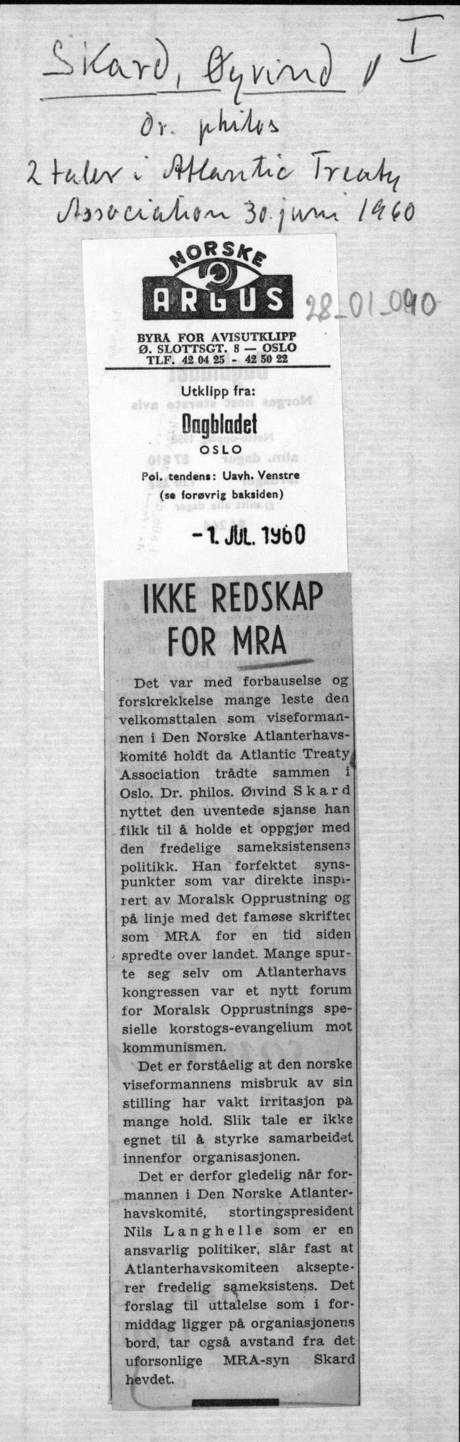 Skard, Øyvind I
Dr. philos
2 taler i Atlantic Treaty
Association 30. juni 1960
NORSKE
ARGUS
28-01-090
BYRA FOR AVISUTKLIPP
Ø. SLOTTSGT. 8 — OSLO
TLF. 42 04 25 - 42 50 22
Utklipp fra:
Dagbladet
OSLO
Pol. tendens: Uavh. Venstre
(se forøvrig baksiden)
-1. JUL. 1960
IKKE REDSKAP
FOR MRA
Det var med forbauselse og
forskrekkelse mange leste den
velkomsttalen som viseforman-
nen i Den Norske Atlanterhavs-
komité holdt da Atlantic Treaty
Association trådte sammen i
Oslo. Dr. philos. Øivind Skard
nyttet den uventede sjanse han
fikk til å holde et oppgjør med
den fredelige sameksistensens
politikk. Han forfektet syns-
punkter som var direkte inspi-
rert av Moralsk Opprustning og
på linje med det famøse skriftet
som MRA for en tid siden
spredte over landet. Mange spur-
te seg selv om Atlanterhavs
kongressen var et nytt forum
for Moralsk Opprustnings spe-
sielle korstogs-evangelium mot
kommunismen.
Det er forståelig at den norske
viseformannens misbruk av sin
stilling har vakt irritasjon på
mange hold. Slik tale er ikke
egnet til å styrke samarbeidet
innenfor organisasjonen.
Det er derfor gledelig når for-
mannen i Den Norske Atlanter-
havskomité, stortingspresident
Nils Langhelle som er en
ansvarlig politiker, slår fast at
Atlanterhavskomiteen aksepte-
rer fredelig sameksistens. Det
forslag til uttalelse som i for-
middag ligger på organiasjonens
bord, tar også avstand fra det
uforsonlige MRA-syn Skard
hevdet.